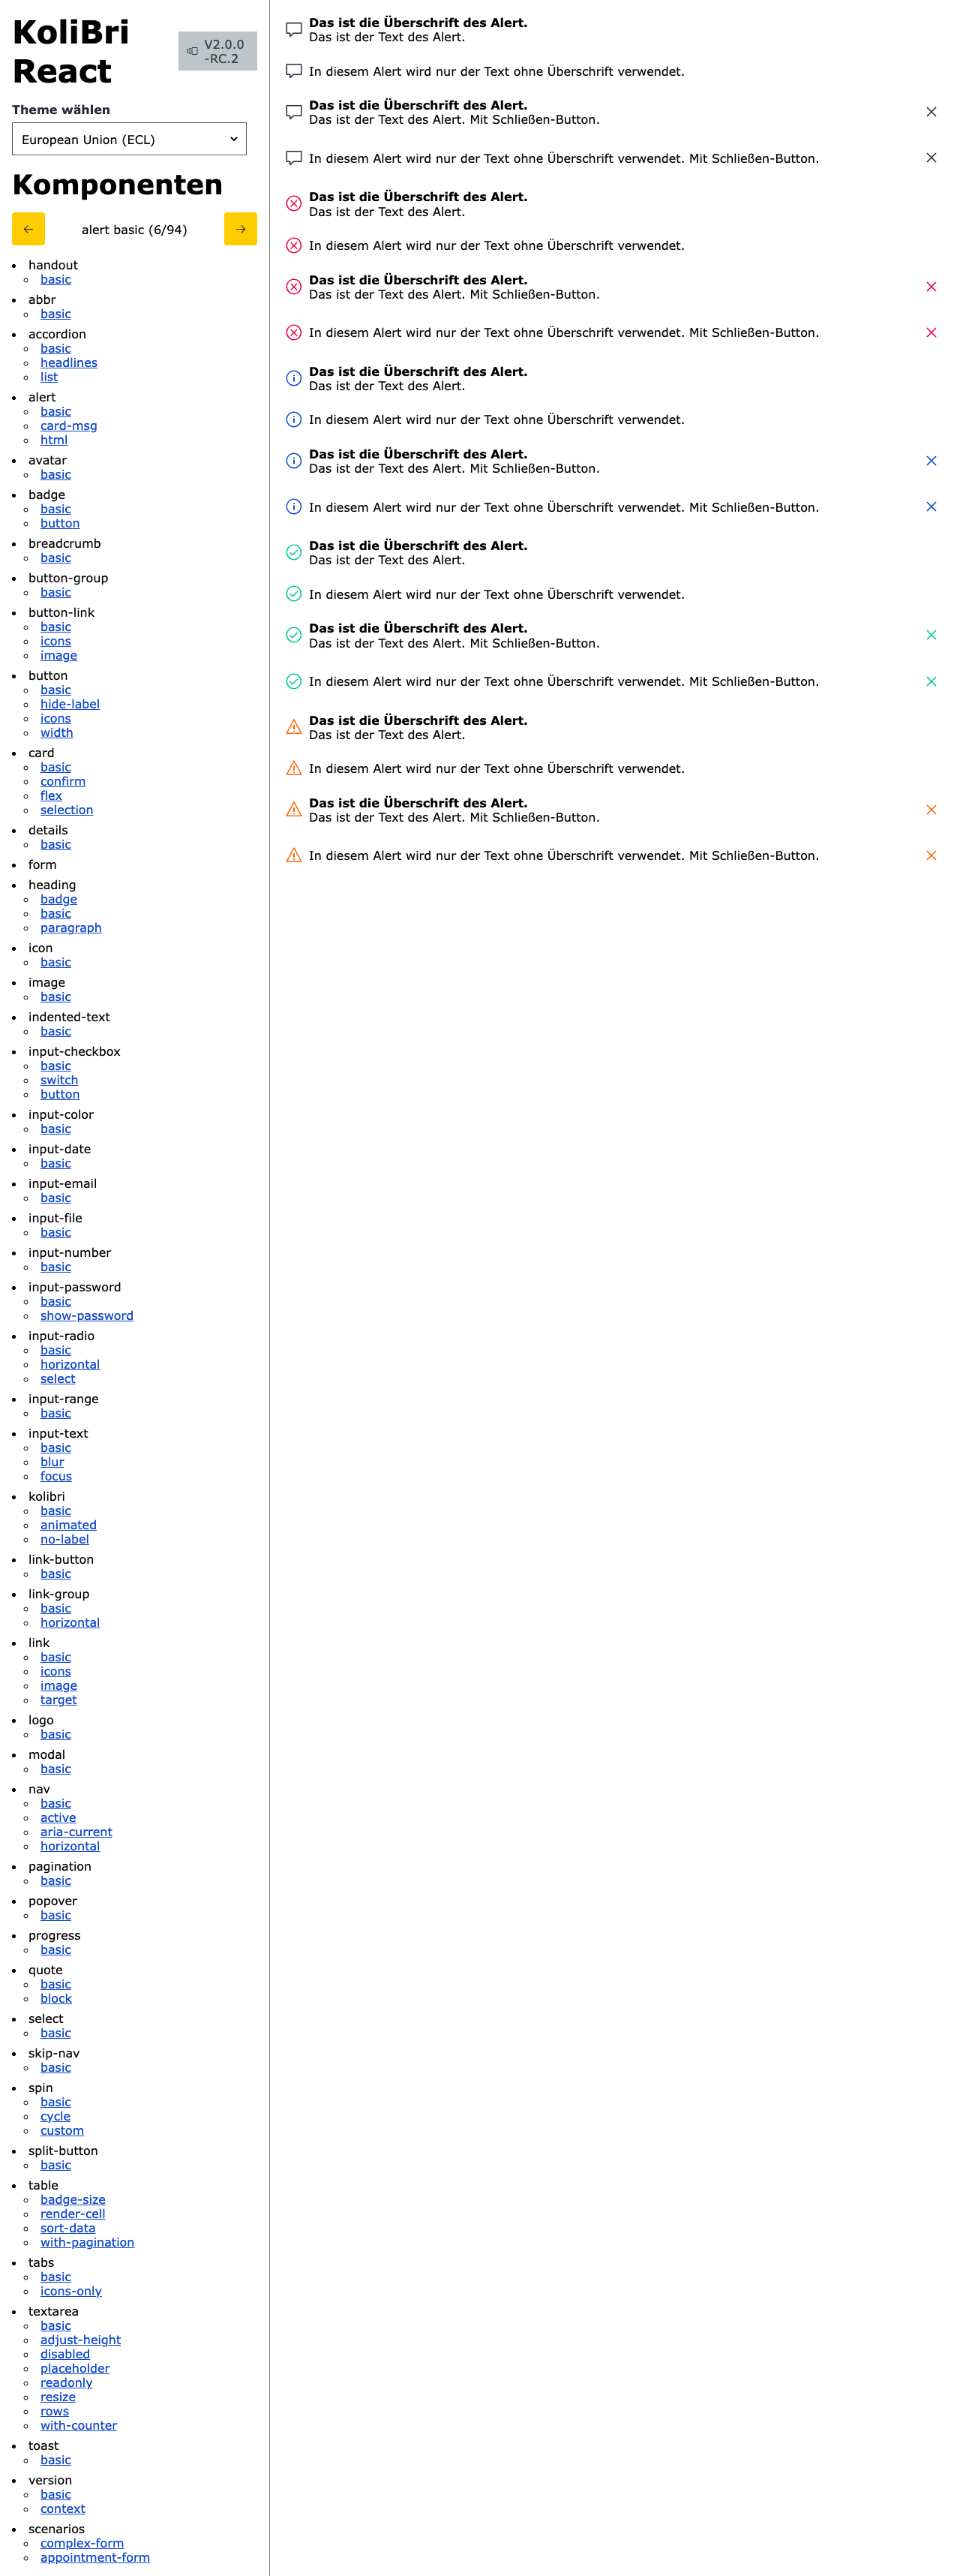 KoliBri
React
V2.0.0
-RC.2
Theme wählen
European Union (ECL)
Komponenten
alert basic (6/94)
handout
basic
abbr
basic
accordion
basic
headlines
list
alert
basic
card-msg
html
avatar
basic
badge
basic
button
breadcrumb
basic
button-group
basic
button-link
basic
icons
image
button
basic
hide-label
icons
width
card
basic
confirm
flex
selection
details
basic
form
heading
badge
basic
paragraph
icon
basic
image
basic
indented-text
basic
input-checkbox
basic
switch
button
input-color
basic
input-date
basic
input-email
basic
input-file
basic
input-number
basic
input-password
basic
show-password
input-radio
basic
horizontal
select
input-range
basic
input-text
basic
blur
focus
kolibri
basic
animated
no-label
link-button
basic
link-group
basic
horizontal
link
basic
icons
image
target
logo
basic
modal
basic
nav
basic
active
aria-current
horizontal
pagination
basic
popover
basic
progress
basic
quote
basic
block
select
basic
skip-nav
basic
spin
basic
cycle
custom
split-button
basic
table
badge-size
render-cell
sort-data
with-pagination
tabs
basic
icons-only
textarea
basic
adjust-height
disabled
placeholder
readonly
resize
rows
with-counter
toast
basic
version
basic
context
scenarios
complex-form
appointment-form
Das ist die Überschrift des Alert.
Das ist der Text des Alert.
In diesem Alert wird nur der Text ohne Überschrift verwendet.
Das ist die Überschrift des Alert.
Das ist der Text des Alert. Mit Schließen-Button.
In diesem Alert wird nur der Text ohne Überschrift verwendet. Mit Schließen-Button.
Das ist die Überschrift des Alert.
Das ist der Text des Alert.
In diesem Alert wird nur der Text ohne Überschrift verwendet.
Das ist die Überschrift des Alert.
Das ist der Text des Alert. Mit Schließen-Button.
In diesem Alert wird nur der Text ohne Überschrift verwendet. Mit Schließen-Button.
Das ist die Überschrift des Alert.
Das ist der Text des Alert.
In diesem Alert wird nur der Text ohne Überschrift verwendet.
Das ist die Überschrift des Alert.
Das ist der Text des Alert. Mit Schließen-Button.
In diesem Alert wird nur der Text ohne Überschrift verwendet. Mit Schließen-Button.
Das ist die Überschrift des Alert.
Das ist der Text des Alert.
In diesem Alert wird nur der Text ohne Überschrift verwendet.
Das ist die Überschrift des Alert.
Das ist der Text des Alert. Mit Schließen-Button.
In diesem Alert wird nur der Text ohne Überschrift verwendet. Mit Schließen-Button.
Das ist die Überschrift des Alert.
Das ist der Text des Alert.
In diesem Alert wird nur der Text ohne Überschrift verwendet.
Das ist die Überschrift des Alert.
Das ist der Text des Alert. Mit Schließen-Button.
In diesem Alert wird nur der Text ohne Überschrift verwendet. Mit Schließen-Button.